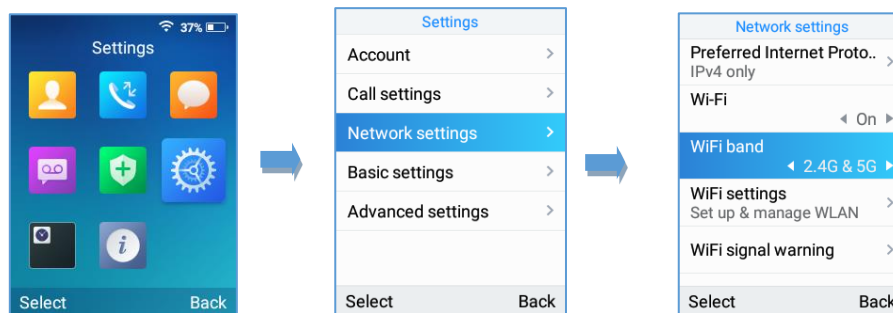 37%
Settings
Select Back
Settings
Account
Call settings
Network settings
Basic settings
Advanced settings
Select Back
Network settings
Preferred Internet Proto..
IPv4 only
Wi-Fi
On
WiFi band
2.4G & 5G
WiFi settings
Set up & manage WLAN
WiFi signal warning
Select Back